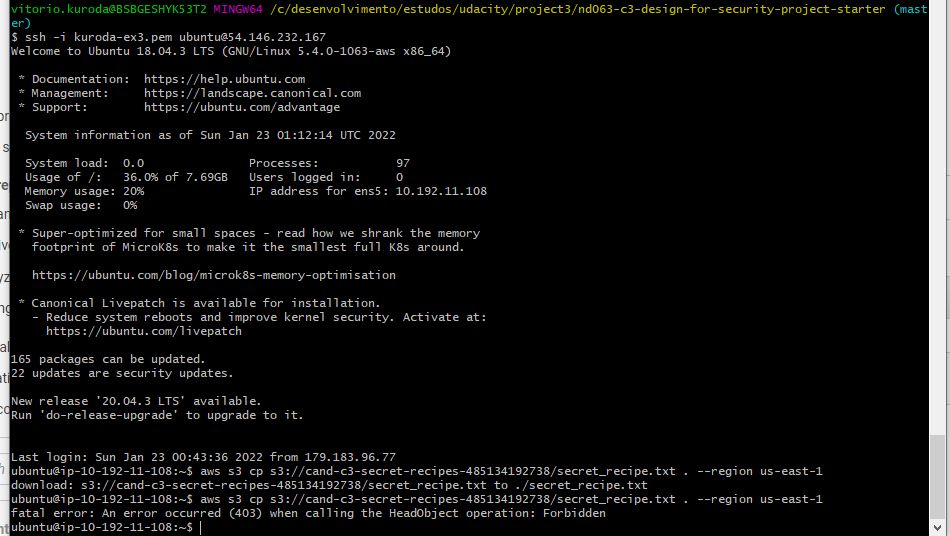 vitorio.kuroda@BSBGESHYK53T2 MINGW64 /c/desenvolvimento/estudos/udacity/project3/nd063-c3-design-for-security-project-starter (mast
er)
$ ssh -i kuroda-ex3.pem ubuntu@54.146.232.167
Welcome to Ubuntu 18.04.3 LTS (GNU/Linux 5.4.0-1063-aws x86_64)

 * Documentation:  https://help.ubuntu.com
 * Management:     https://landscape.canonical.com
 * Support:        https://ubuntu.com/advantage

  System information as of Sun Jan 23 01:12:14 UTC 2022

  System load:  0.0               Processes:           97
  Usage of /:   36.0% of 7.69GB   Users logged in:     0
  Memory usage: 20%               IP address for ens5: 10.192.11.108
  Swap usage:   0%

 * Super-optimized for small spaces - read how we shrank the memory
   footprint of MicroK8s to make it the smallest full K8s around.

   https://ubuntu.com/blog/microk8s-memory-optimisation

 * Canonical Livepatch is available for installation.
   - Reduce system reboots and improve kernel security. Activate at:
     https://ubuntu.com/livepatch

165 packages can be updated.
22 updates are security updates.

New release '20.04.3 LTS' available.
Run 'do-release-upgrade' to upgrade to it.

Last login: Sun Jan 23 00:43:36 2022 from 179.183.96.77
ubuntu@ip-10-192-11-108:~$ aws s3 cp s3://cand-c3-secret-recipes-485134192738/secret_recipe.txt . --region us-east-1
download: s3://cand-c3-secret-recipes-485134192738/secret_recipe.txt to ./secret_recipe.txt
ubuntu@ip-10-192-11-108:~$ aws s3 cp s3://cand-c3-secret-recipes-485134192738/secret_recipe.txt . --region us-east-1
fatal error: An error occurred (403) when calling the HeadObject operation: Forbidden
ubuntu@ip-10-192-11-108:~$